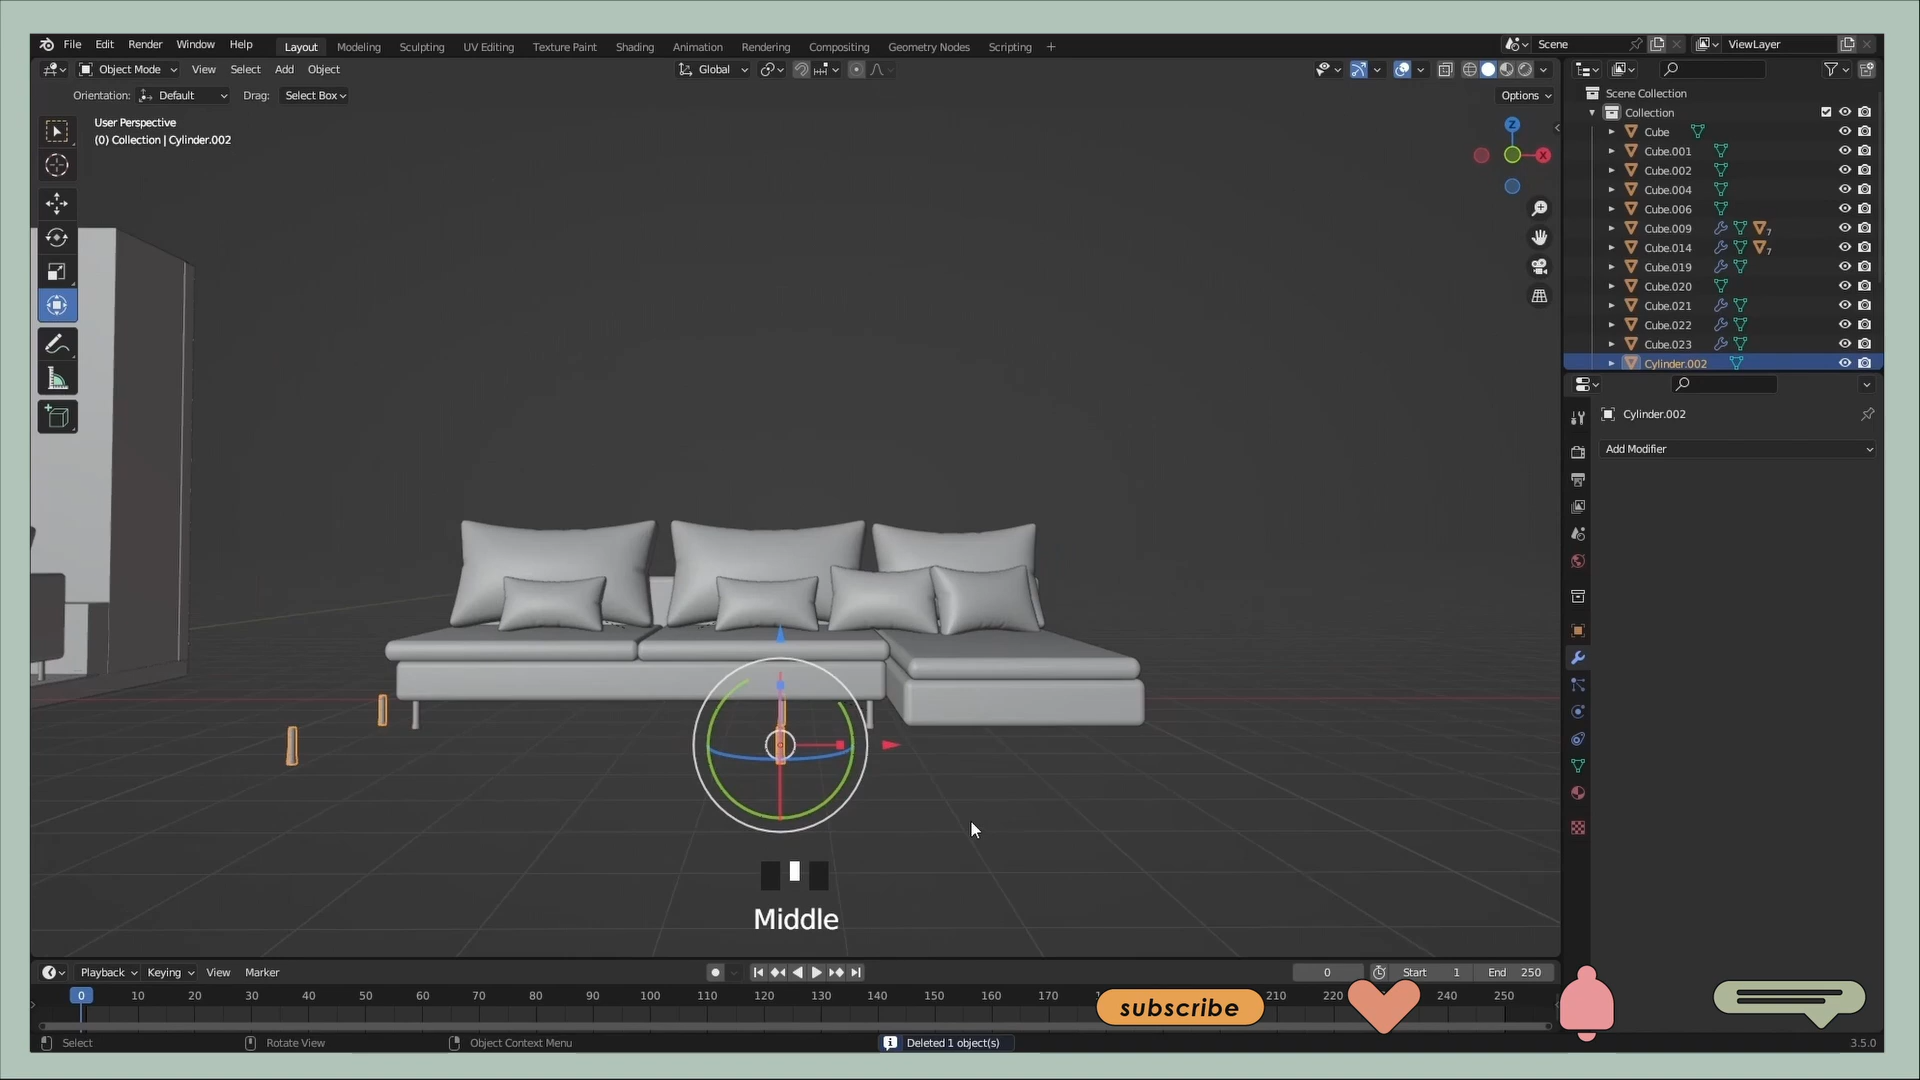 File Edit Render Window Help Layout Modeling Sculpting UV Editing Texture Paint Shading Animation Rendering Compositing Geometry Nodes Scripting + Scene ViewLayer
Object Mode View Select Add Object Global
Orientation: Default Drag: Select Box Options
User Perspective
(0) Collection | Cylinder.002
Z
X
Scene Collection
Collection
Cube
Cube.001
Cube.002
Cube.004
Cube.006
Cube.009 7
Cube.014 7
Cube.019
Cube.020
Cube.021
Cube.022
Cube.023
Cylinder.002
Cylinder.002
Add Modifier
Middle
Playback Keying View Marker 0 Start 1 End 250
0 10 20 30 40 50 60 70 80 90 100 110 120 130 140 150 160 170 210 220 240 250
subscribe
Select Rotate View Object Context Menu Deleted 1 object(s) 3.5.0